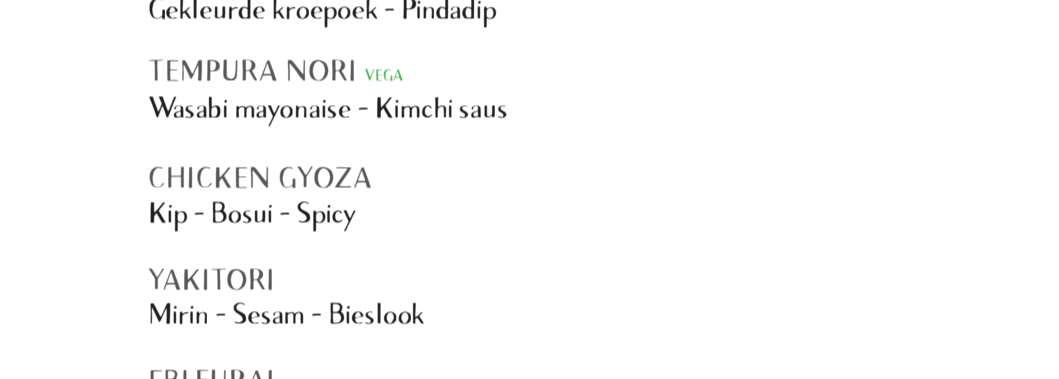 Gekleurde kroepoek - Pindadip
TEMPURA NORI VEGA
Wasabi mayonaise - Kimchi saus
CHICKEN GYOZA
Kip - Bosui - Spicy
YAKITORI
Mirin - Sesam - Bieslook